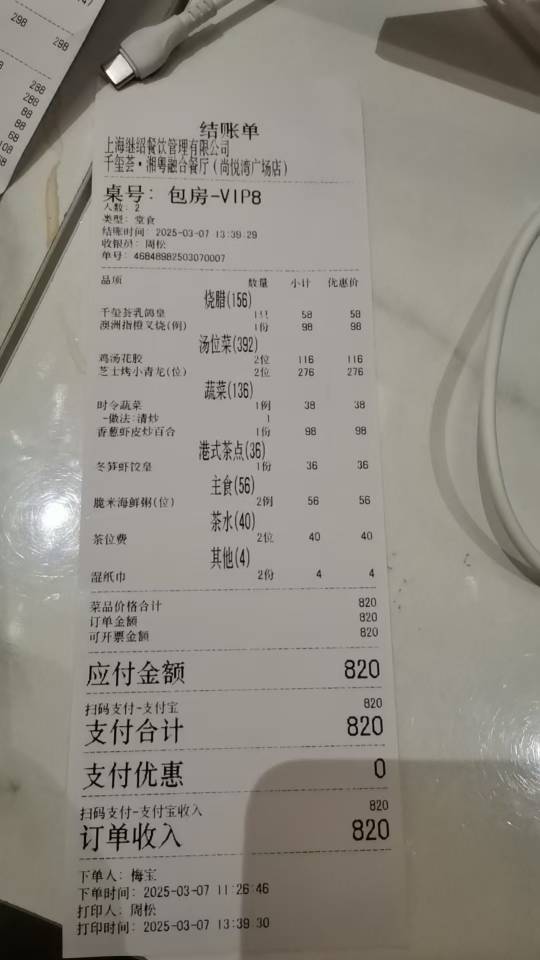 298
298
298
288
88
88
68
108
结账单
上海继绍餐饮管理有限公司
千玺荟·湘粤融合餐厅(尚悦湾广场店)
桌号: 包房-VIP8
人数: 2
类型: 堂食
结账时间: 2025-03-07 13:39:29
收银员: 周松
单号: 46848982503070007
品项 数量 小计 优惠价
烧腊(156)
千玺荟乳鸽皇 1只 58 58
澳洲指橙叉烧(例) 1份 98 98
汤位菜(392)
鸡汤花胶 2位 116 116
芝士烤小青龙(位) 2位 276 276
蔬菜(136)
时令蔬菜 1例 38 38
-做法:清炒 1
香葱虾皮炒百合 1份 98 98
港式茶点(36)
冬笋虾饺皇 1份 36 36
主食(56)
脆米海鲜粥(位) 2例 56 56
茶水(40)
茶位费 2位 40 40
其他(4)
湿纸巾 2份 4 4
菜品价格合计 820
订单金额 820
可开票金额 820
应付金额 820
扫码支付-支付宝 820
支付合计 820
支付优惠 0
扫码支付-支付宝收入 820
订单收入 820
下单人: 梅宝
下单时间: 2025-03-07 11:26:46
打印人: 周松
打印时间: 2025-03-07 13:39:30